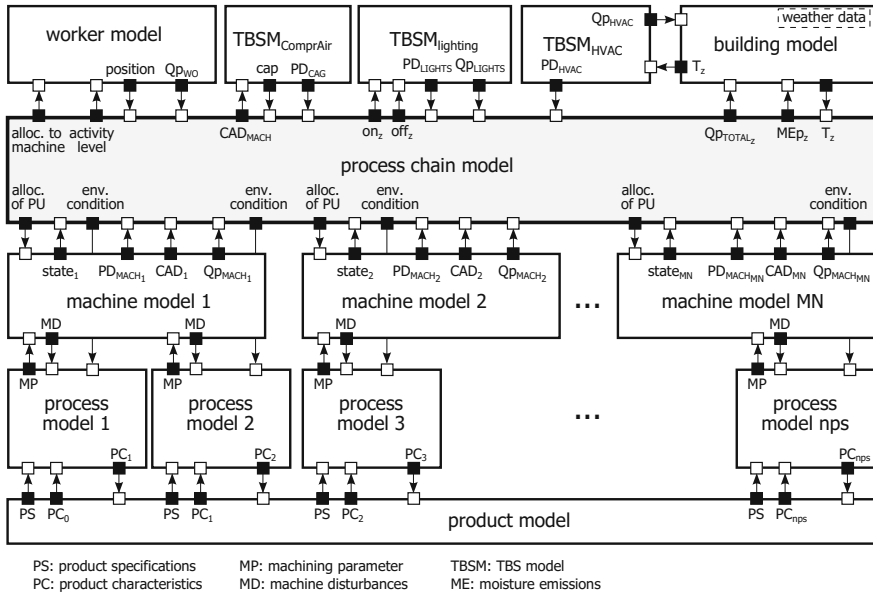 weather data
worker model
TBSM_ComprAir
TBSM_lighting
TBSM_HVAC
Qp_HVAC
building model
position Qp_WO
cap PD_CAG
PD_LIGHTS Qp_LIGHTS
PD_HVAC
T_z
alloc. to machine
activity level
CAD_MACH
on_z off_z
Qp_TOTAL_z
MEp_z
T_z
process chain model
alloc. of PU
env. condition
env. condition
alloc. of PU
env. condition
alloc. of PU
env. condition
state_1 PD_MACH_1 CAD_1 Qp_MACH_1
state_2 PD_MACH_2 CAD_2 Qp_MACH_2
state_MN PD_MACH_MN CAD_MN Qp_MACH_MN
machine model 1
machine model 2
...
machine model MN
MD
MD
MD
MD
MP
MP
MP
MP
process model 1
process model 2
process model 3
...
process model nps
PC_1
PC_2
PC_3
PC_nps
PS PC_0
PS PC_1
PS PC_2
PS PC_nps
product model
PS: product specifications
MP: machining parameter
TBSM: TBS model
PC: product characteristics
MD: machine disturbances
ME: moisture emissions